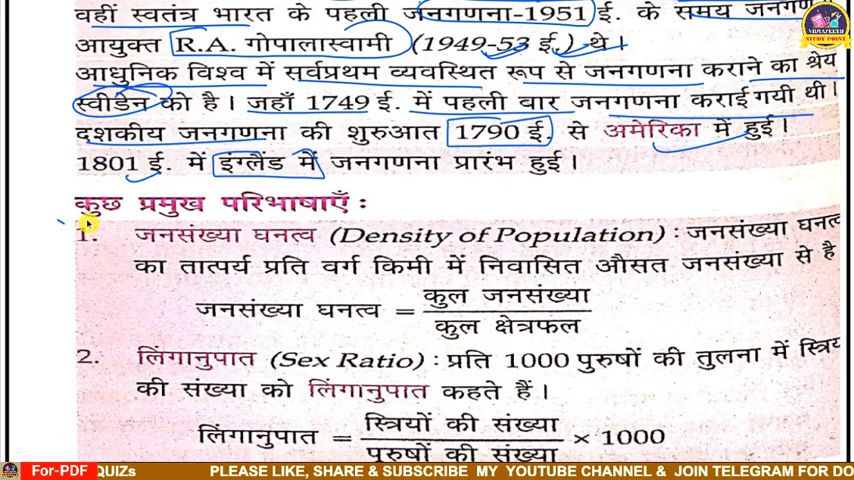 वहीं स्वतंत्र भारत के पहली जनगणना-1951 ई. के समय जनगण
आयुक्त R.A. गोपालास्वामी (1949-53 ई.) थे।
आधुनिक विश्व में सर्वप्रथम व्यवस्थित रूप से जनगणना कराने का श्रेय
स्वीडेन को है। जहाँ 1749 ई. में पहली बार जनगणना कराई गयी थी।
दशकीय जनगणना की शुरुआत 1790 ई. से अमेरिका में हुई।
1801 ई. में इंग्लैंड में जनगणना प्रारंभ हुई।
कुछ प्रमुख परिभाषाएँ :
1. जनसंख्या घनत्व (Density of Population) : जनसंख्या घनत्व
का तात्पर्य प्रति वर्ग किमी में निवासित औसत जनसंख्या से है
जनसंख्या घनत्व = कुल जनसंख्या
कुल क्षेत्रफल
2. लिंगानुपात (Sex Ratio) : प्रति 1000 पुरुषों की तुलना में स्त्रिय
की संख्या को लिंगानुपात कहते हैं।
लिंगानुपात = स्त्रियों की संख्या × 1000
पुरुषों की संख्या
STUDY POINT
For-PDF QUIZs PLEASE LIKE, SHARE & SUBSCRIBE MY YOUTUBE CHANNEL & JOIN TELEGRAM FOR DO